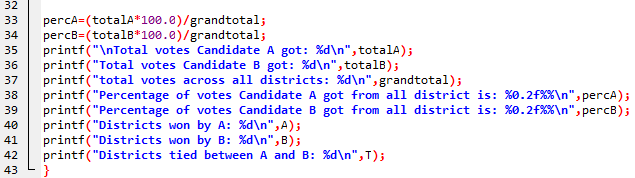 32
33 percA=(totalA*100.0)/grandtotal;
34 percB=(totalB*100.0)/grandtotal;
35 printf("\nTotal votes Candidate A got: %d\n",totalA);
36 printf("Total votes Candidate B got: %d\n",totalB);
37 printf("total votes across all districts: %d\n",grandtotal);
38 printf("Percentage of votes Candidate A got from all district is: %0.2f%%\n",percA);
39 printf("Percentage of votes Candidate B got from all district is: %0.2f%%\n",percB);
40 printf("Districts won by A: %d\n",A);
41 printf("Districts won by B: %d\n",B);
42 printf("Districts tied between A and B: %d\n",T);
43 }